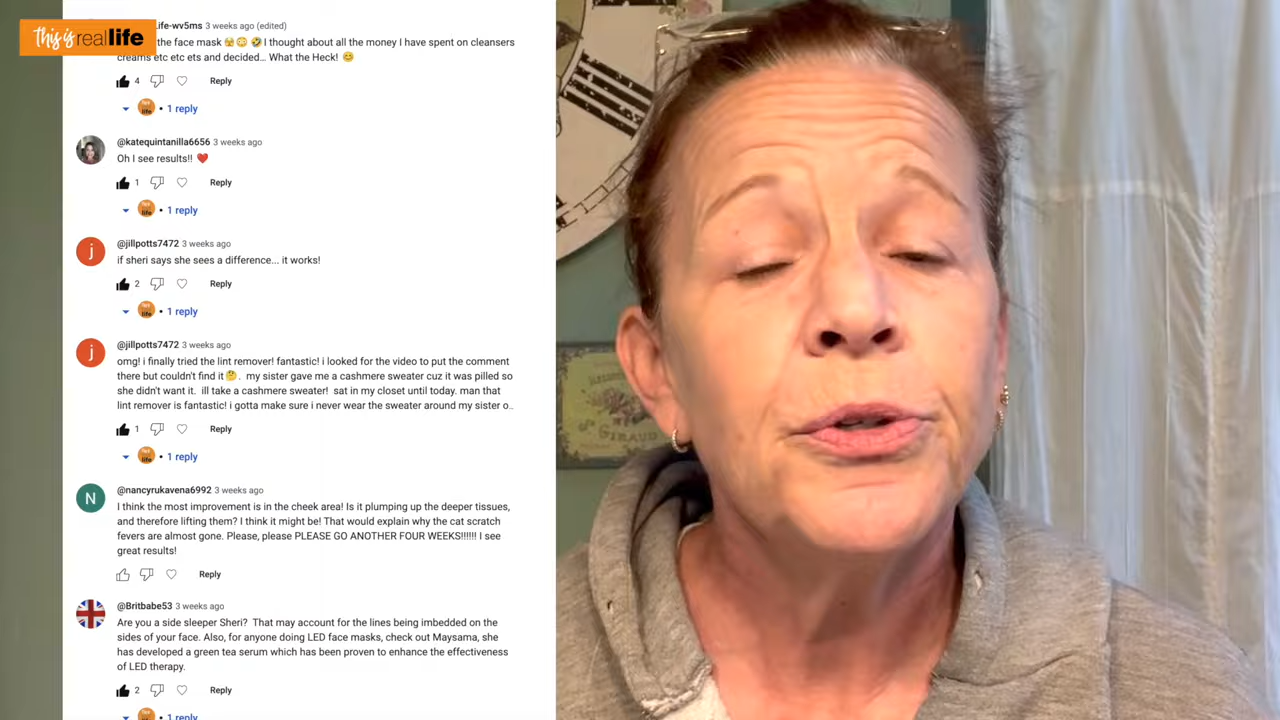 this is real life
.ife-wv5ms 3 weeks ago (edited)
the face mask 😵‍💫😳 🤣 I thought about all the money I have spent on cleansers
creams etc etc ets and decided... What the Heck! 😊
4 Reply
life • 1 reply
@katequintanilla6656 3 weeks ago
Oh I see results!! ❤️
1 Reply
life • 1 reply
j @jillpotts7472 3 weeks ago
if sheri says she sees a difference... it works!
2 Reply
life • 1 reply
j @jillpotts7472 3 weeks ago
omg! i finally tried the lint remover! fantastic! i looked for the video to put the comment
there but couldn't find it🤔. my sister gave me a cashmere sweater cuz it was pilled so
she didn't want it. ill take a cashmere sweater! sat in my closet until today. man that
lint remover is fantastic! i gotta make sure i never wear the sweater around my sister o..
1 Reply
life • 1 reply
N @nancyrukavena6992 3 weeks ago
I think the most improvement is in the cheek area! Is it plumping up the deeper tissues,
and therefore lifting them? I think it might be! That would explain why the cat scratch
fevers are almost gone. Please, please PLEASE GO ANOTHER FOUR WEEKS!!!!!! I see
great results!
Reply
@Britbabe53 3 weeks ago
Are you a side sleeper Sheri? That may account for the lines being imbedded on the
sides of your face. Also, for anyone doing LED face masks, check out Maysama, she
has developed a green tea serum which has been proven to enhance the effectiveness
of LED therapy.
2 Reply
life • 1 reply
GIRAUD